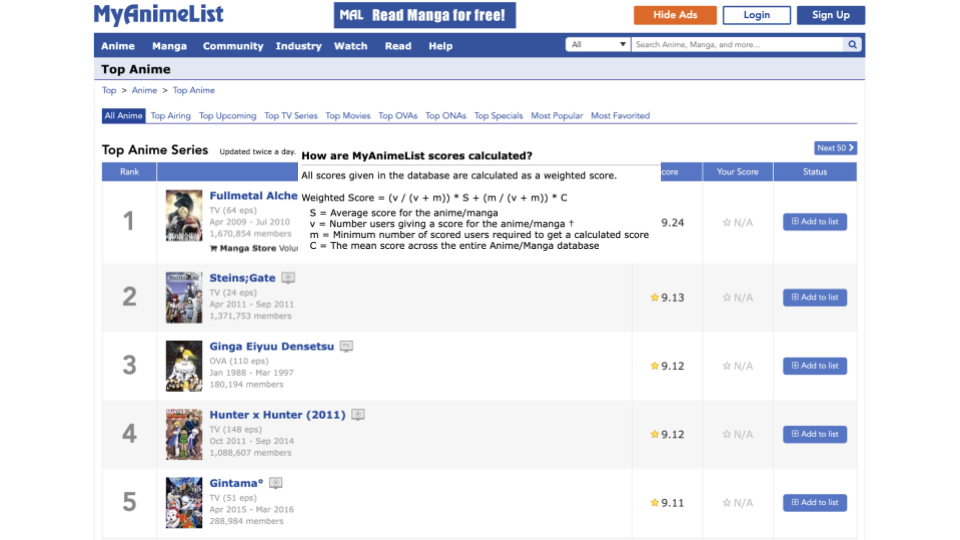 MyAnimeList
MAL Read Manga for free!
Hide Ads
Login
Sign Up
Anime Manga Community Industry Watch Read Help
All
Search Anime, Manga, and more...
Top Anime
Top > Anime > Top Anime
All Anime Top Airing Top Upcoming Top TV Series Top Movies Top OVAs Top ONAs Top Specials Most Popular Most Favorited
Top Anime Series Updated twice a day.
Next 50
How are MyAnimeList scores calculated?
All scores given in the database are calculated as a weighted score.
Weighted Score = (v / (v + m)) * S + (m / (v + m)) * C
S = Average score for the anime/manga
v = Number users giving a score for the anime/manga †
m = Minimum number of scored users required to get a calculated score
C = The mean score across the entire Anime/Manga database
Rank core Your Score Status
1
Fullmetal Alche
TV (64 eps)
Apr 2009 - Jul 2010
1,670,854 members
Manga Store Volu
9.24 N/A Add to list
2
Steins;Gate
TV (24 eps)
Apr 2011 - Sep 2011
1,371,753 members
9.13 N/A Add to list
3
Ginga Eiyuu Densetsu
OVA (110 eps)
Jan 1988 - Mar 1997
180,194 members
9.12 N/A Add to list
4
Hunter x Hunter (2011)
TV (148 eps)
Oct 2011 - Sep 2014
1,088,607 members
9.12 N/A Add to list
5
Gintama°
TV (51 eps)
Apr 2015 - Mar 2016
288,984 members
9.11 N/A Add to list